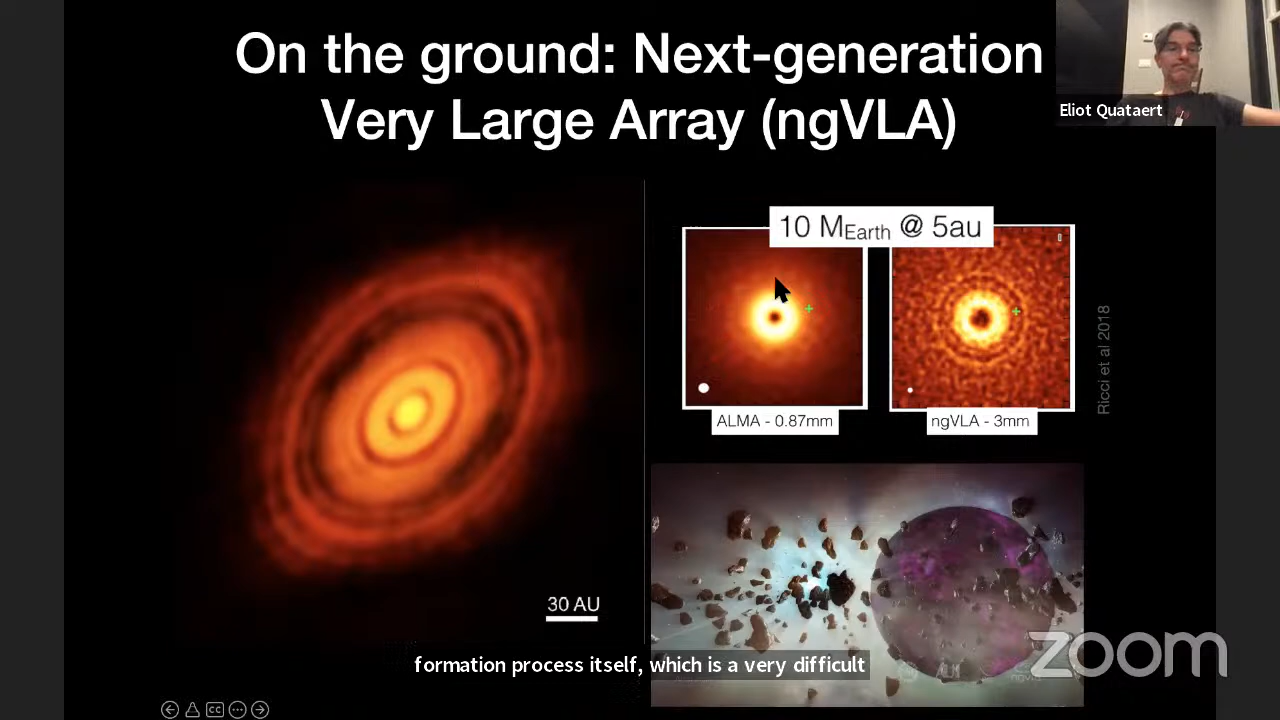 On the ground: Next-generation
Very Large Array (ngVLA)
Eliot Quataert
10 MEarth @ 5au
ALMA - 0.87mm
ngVLA - 3mm
Ricci et al 2018
30 AU
formation process itself, which is a very difficult
zoom
CC